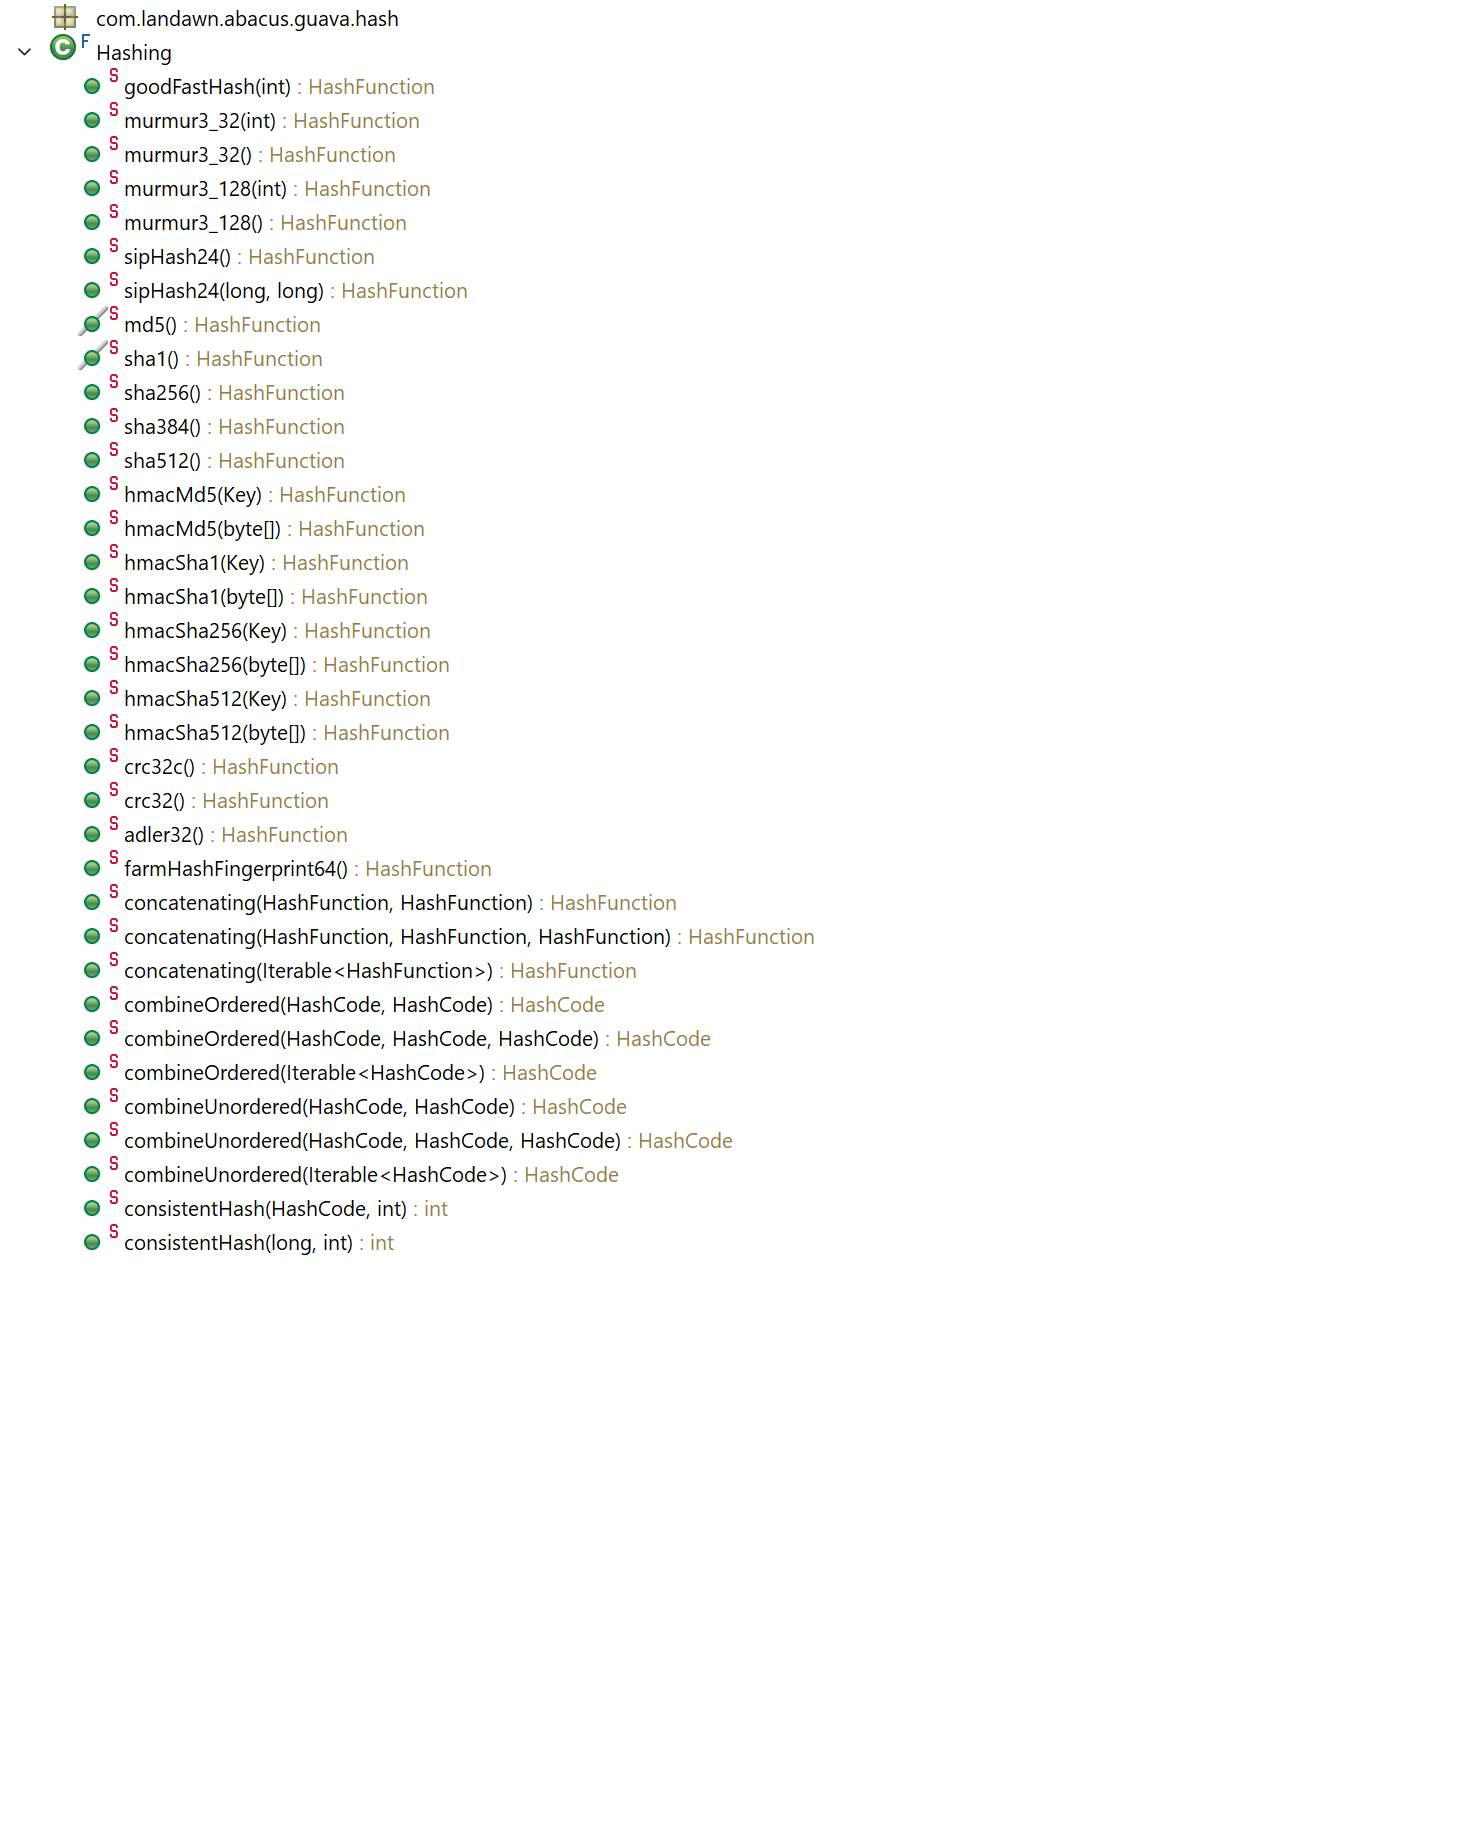 com.landawn.abacus.guava.hash
C F Hashing
S goodFastHash(int) : HashFunction
S murmur3_32(int) : HashFunction
S murmur3_32() : HashFunction
S murmur3_128(int) : HashFunction
S murmur3_128() : HashFunction
S sipHash24() : HashFunction
S sipHash24(long, long) : HashFunction
S md5() : HashFunction
S sha1() : HashFunction
S sha256() : HashFunction
S sha384() : HashFunction
S sha512() : HashFunction
S hmacMd5(Key) : HashFunction
S hmacMd5(byte[]) : HashFunction
S hmacSha1(Key) : HashFunction
S hmacSha1(byte[]) : HashFunction
S hmacSha256(Key) : HashFunction
S hmacSha256(byte[]) : HashFunction
S hmacSha512(Key) : HashFunction
S hmacSha512(byte[]) : HashFunction
S crc32c() : HashFunction
S crc32() : HashFunction
S adler32() : HashFunction
S farmHashFingerprint64() : HashFunction
S concatenating(HashFunction, HashFunction) : HashFunction
S concatenating(HashFunction, HashFunction, HashFunction) : HashFunction
S concatenating(Iterable<HashFunction>) : HashFunction
S combineOrdered(HashCode, HashCode) : HashCode
S combineOrdered(HashCode, HashCode, HashCode) : HashCode
S combineOrdered(Iterable<HashCode>) : HashCode
S combineUnordered(HashCode, HashCode) : HashCode
S combineUnordered(HashCode, HashCode, HashCode) : HashCode
S combineUnordered(Iterable<HashCode>) : HashCode
S consistentHash(HashCode, int) : int
S consistentHash(long, int) : int